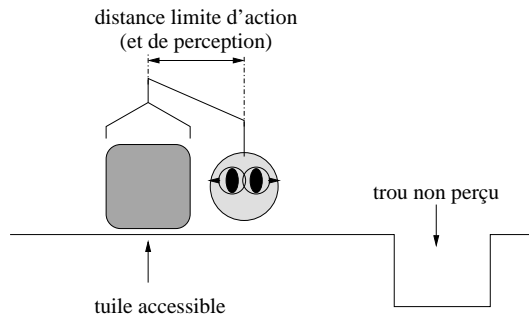 distance limite d’action
(et de perception)
trou non perçu
tuile accessible